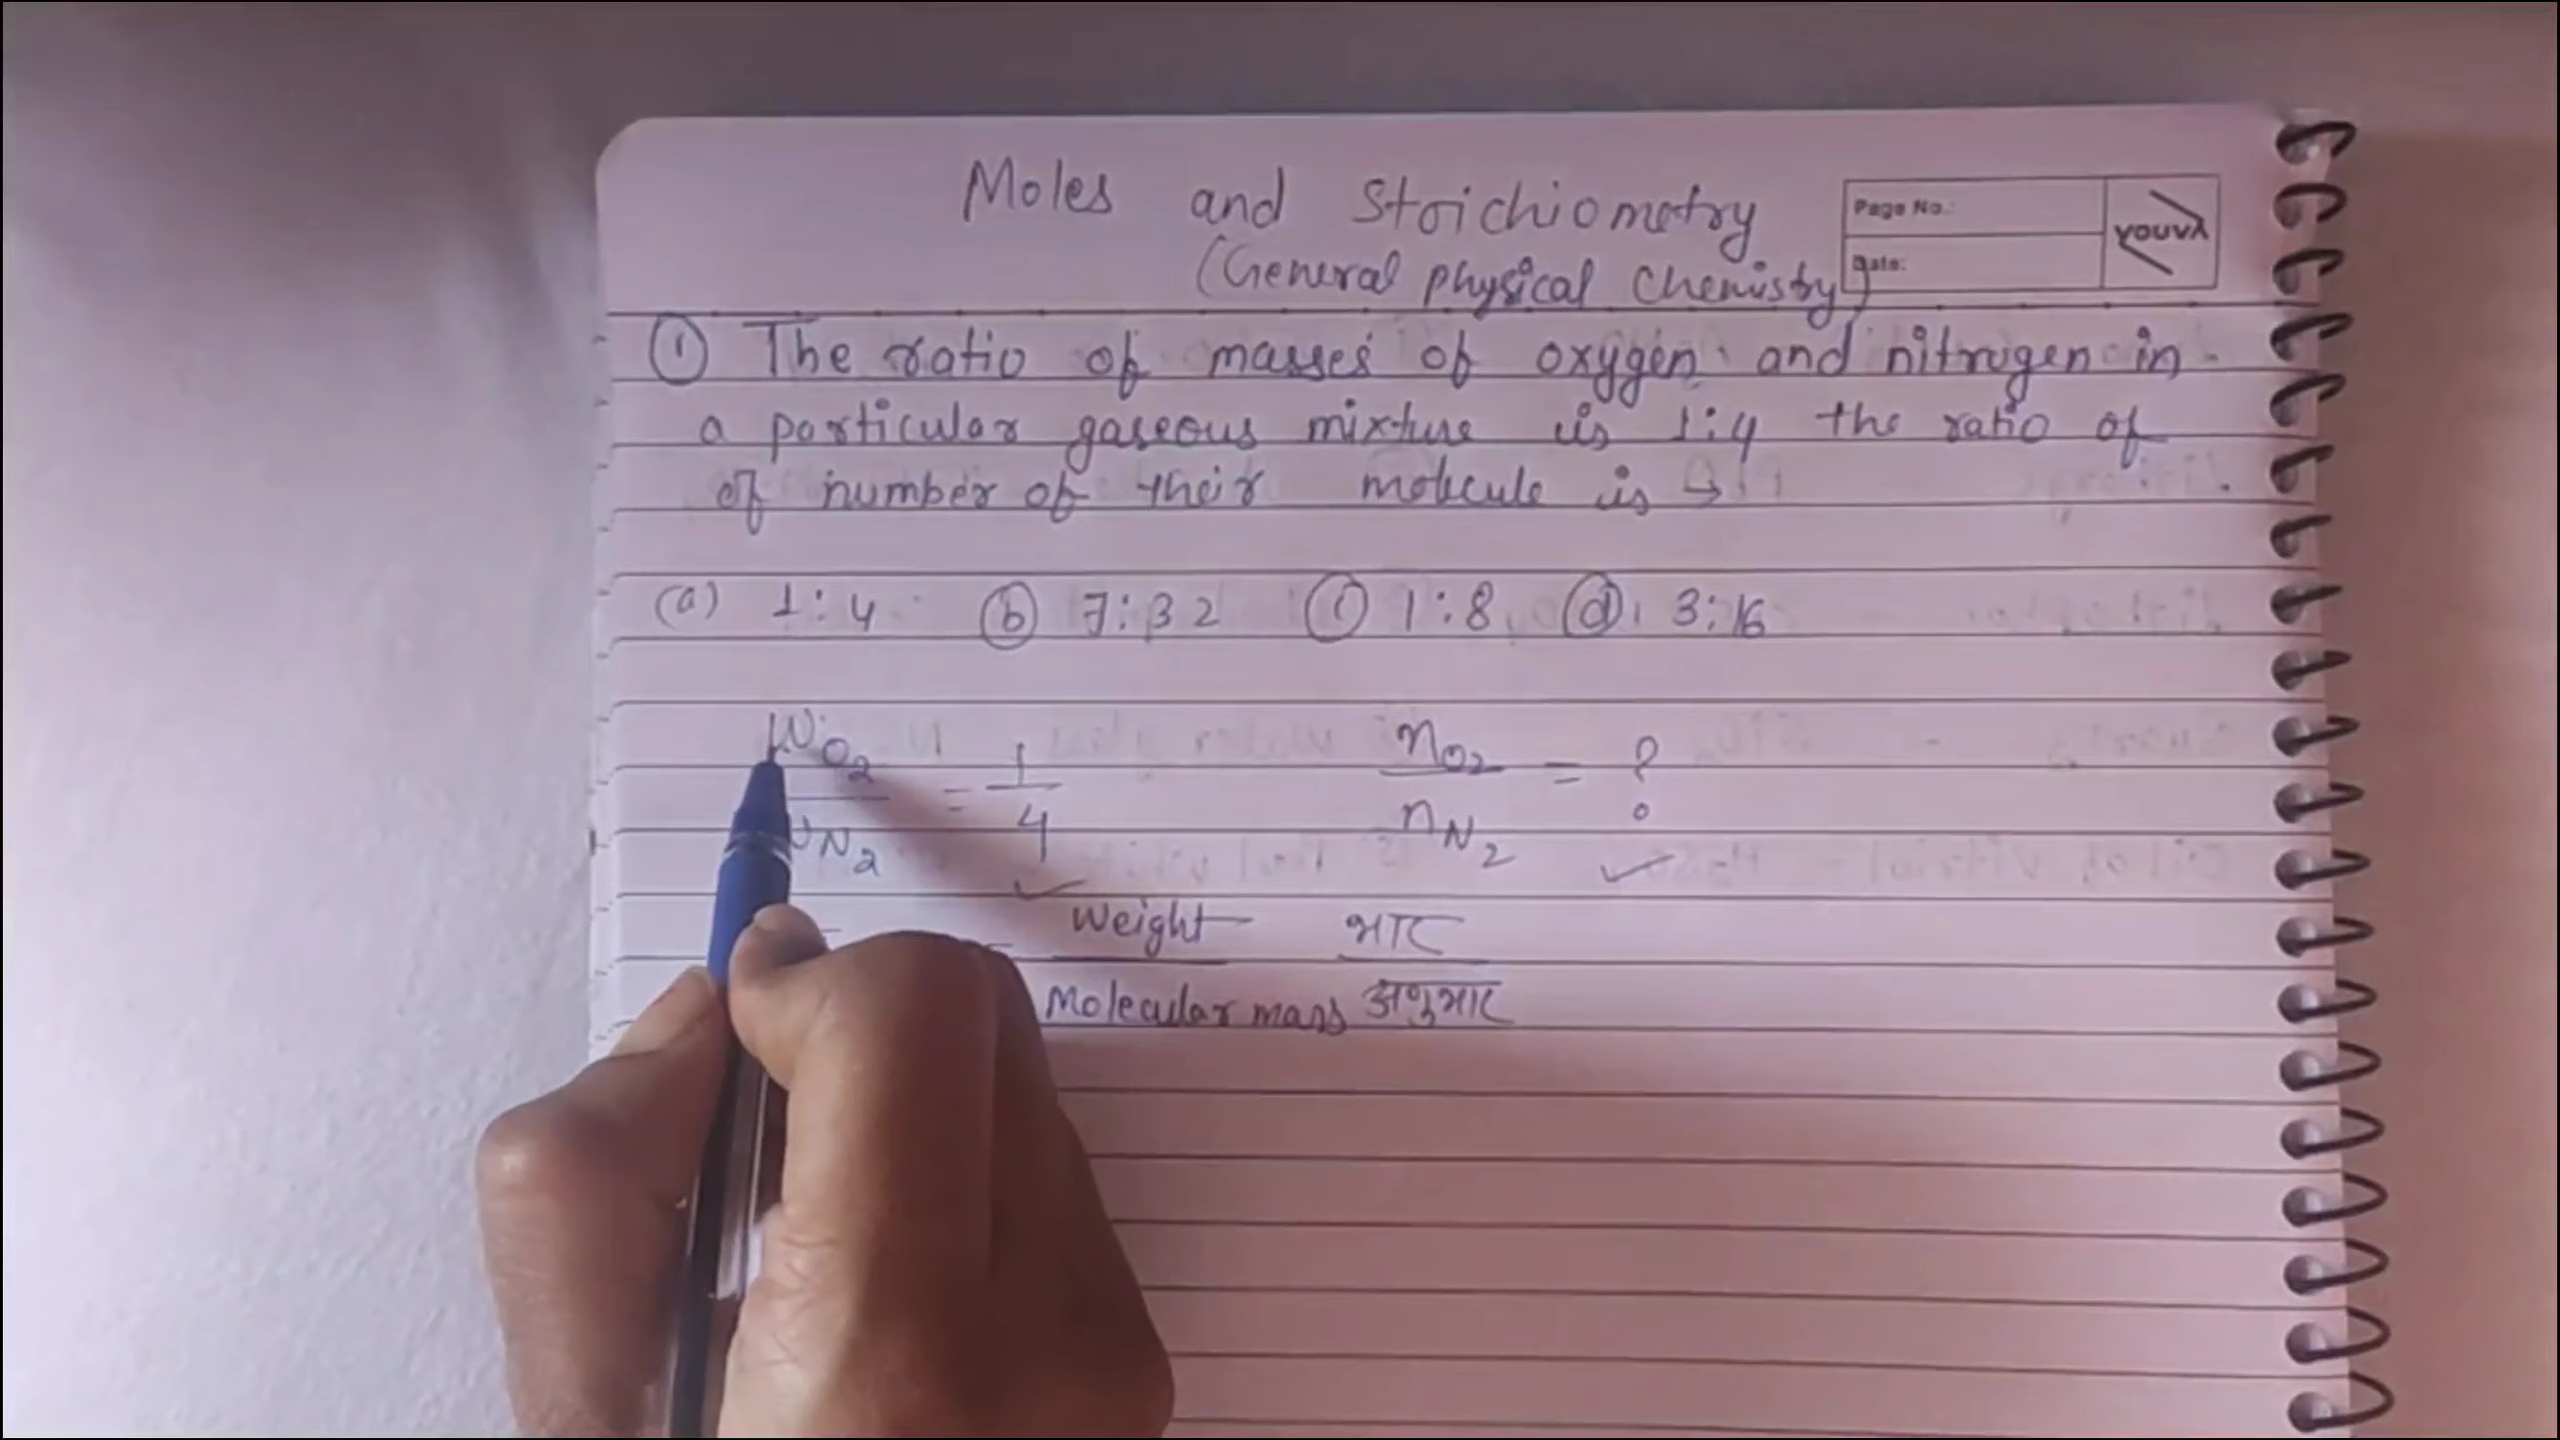 Moles and Stoichiometry
(General physical Chemistry)
Page No.:
Date:
YOUVA
① The ratio of masses of oxygen and nitrogen in
a particular gaseous mixture is 1:4 the ratio of
of number of their molecule is ↳
(a) 1:4 ⓑ 7:32 ⓒ 1:8 ⓓ 3:16
W O2 / W N2 = 1/4 n O2 / n N2 = ?
Weight भार
Molecular mass अणुभार